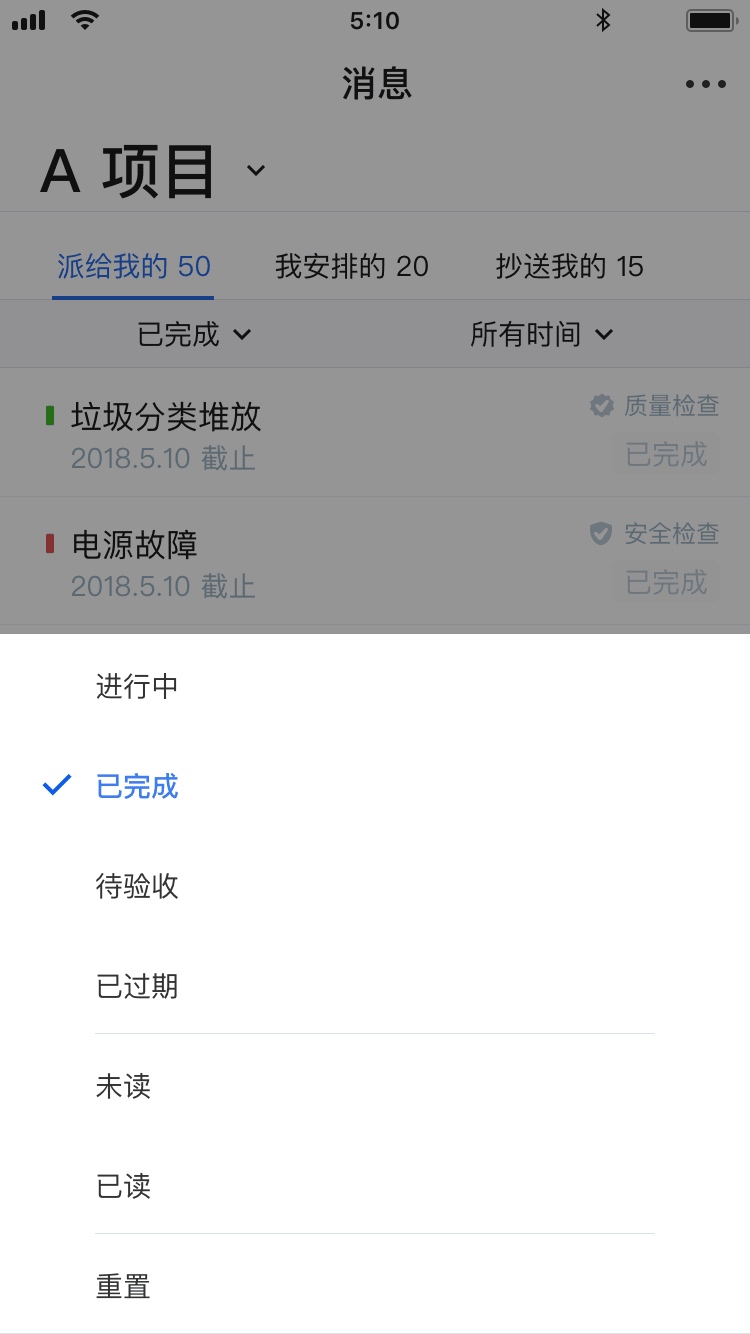 5:10
消息
A 项目
派给我的 50 我安排的 20 抄送我的 15
已完成 所有时间
垃圾分类堆放 质量检查
2018.5.10 截止 已完成
电源故障 安全检查
2018.5.10 截止 已完成
进行中
已完成
待验收
已过期
未读
已读
重置